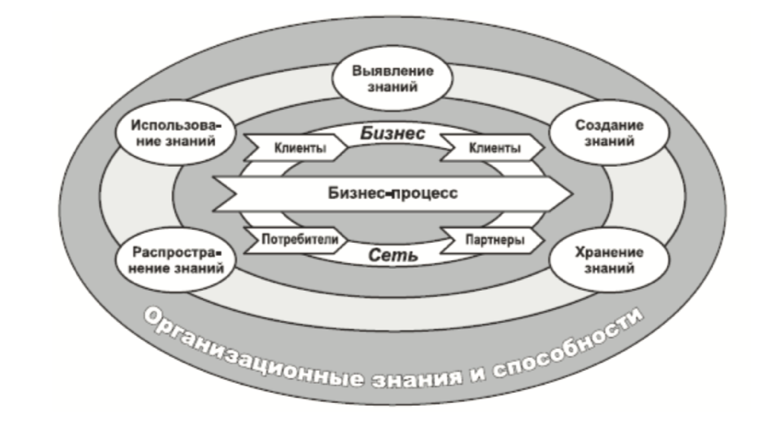 Выявление
знаний
Использова-
ние знаний
Создание
знаний
Бизнес
Клиенты
Клиенты
Бизнес-процесс
Потребители
Партнеры
Сеть
Распростра-
нение знаний
Хранение
знаний
Организационные знания и способности